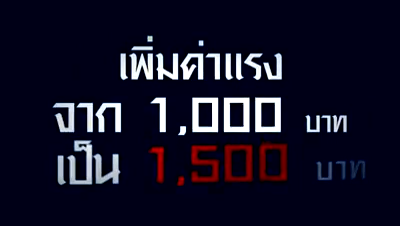 เพิ่มค่าแรง
จาก 1,000 บาท
เป็น 1,500 บาท